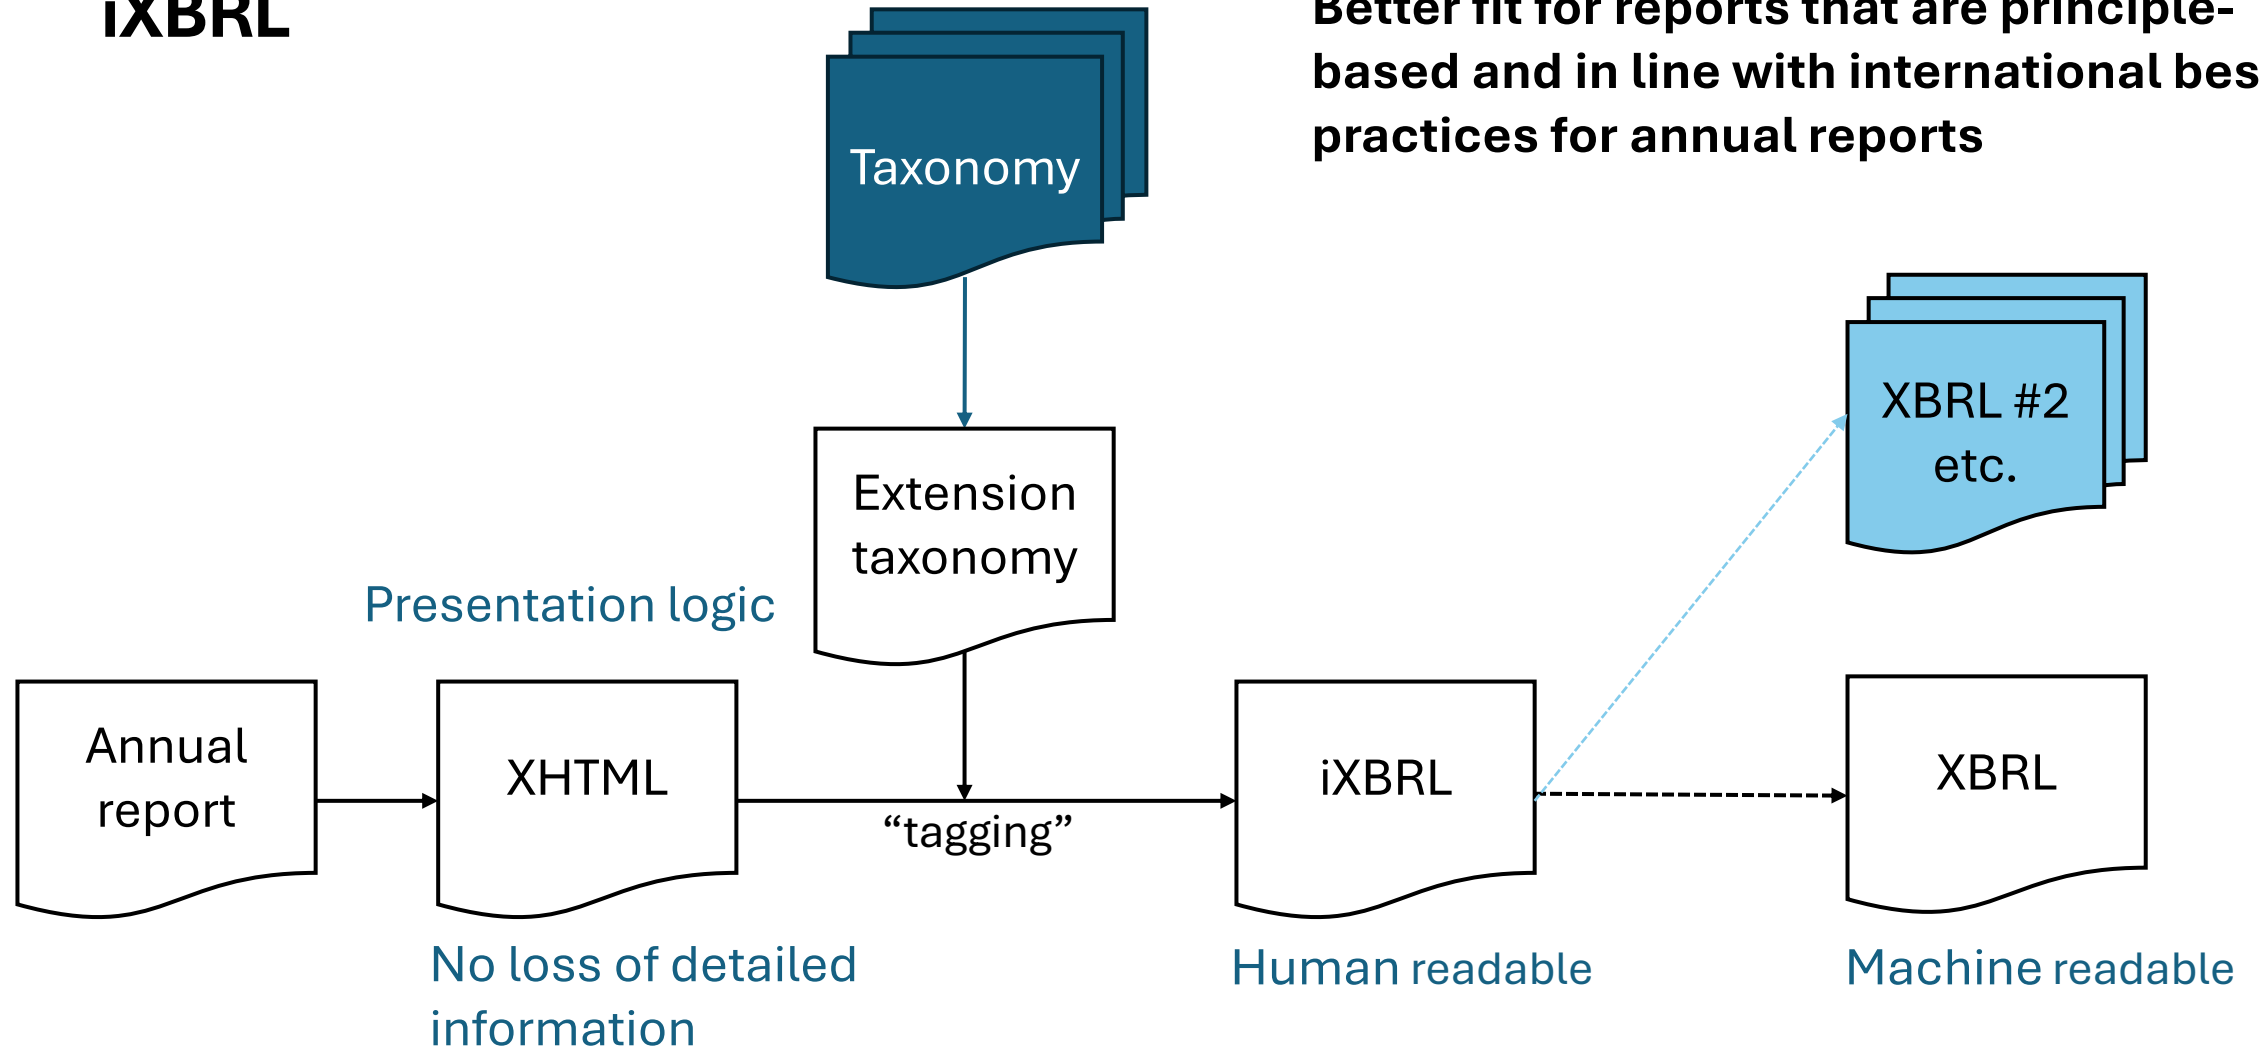 iXBRL
Better fit for reports that are principle-
based and in line with international bes
practices for annual reports
Taxonomy
XBRL #2
etc.
Extension
taxonomy
Presentation logic
Annual
report
XHTML
“tagging”
iXBRL
XBRL
No loss of detailed
information
Human readable
Machine readable